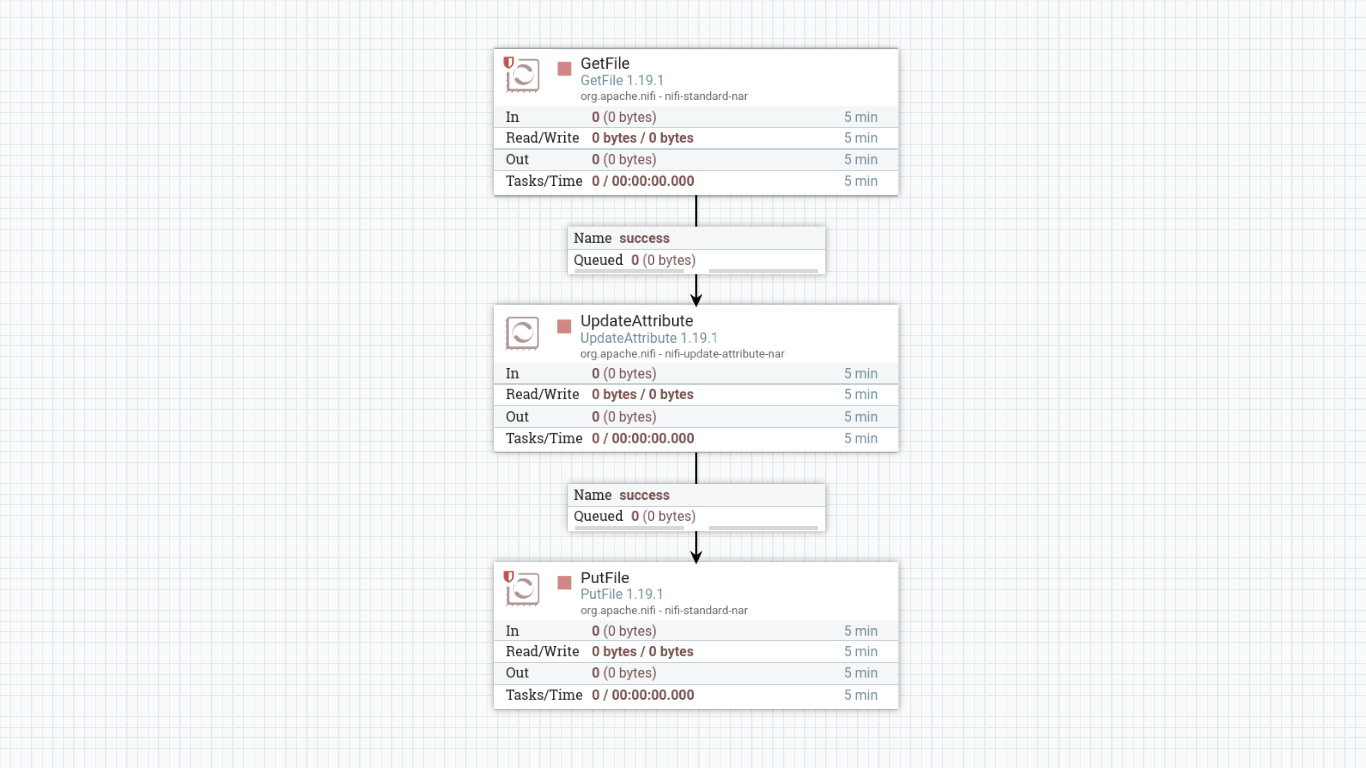 GetFile
GetFile 1.19.1
org.apache.nifi - nifi-standard-nar
In 0 (0 bytes) 5 min
Read/Write 0 bytes / 0 bytes 5 min
Out 0 (0 bytes) 5 min
Tasks/Time 0 / 00:00:00.000 5 min
Name success
Queued 0 (0 bytes)
UpdateAttribute
UpdateAttribute 1.19.1
org.apache.nifi - nifi-update-attribute-nar
In 0 (0 bytes) 5 min
Read/Write 0 bytes / 0 bytes 5 min
Out 0 (0 bytes) 5 min
Tasks/Time 0 / 00:00:00.000 5 min
Name success
Queued 0 (0 bytes)
PutFile
PutFile 1.19.1
org.apache.nifi - nifi-standard-nar
In 0 (0 bytes) 5 min
Read/Write 0 bytes / 0 bytes 5 min
Out 0 (0 bytes) 5 min
Tasks/Time 0 / 00:00:00.000 5 min